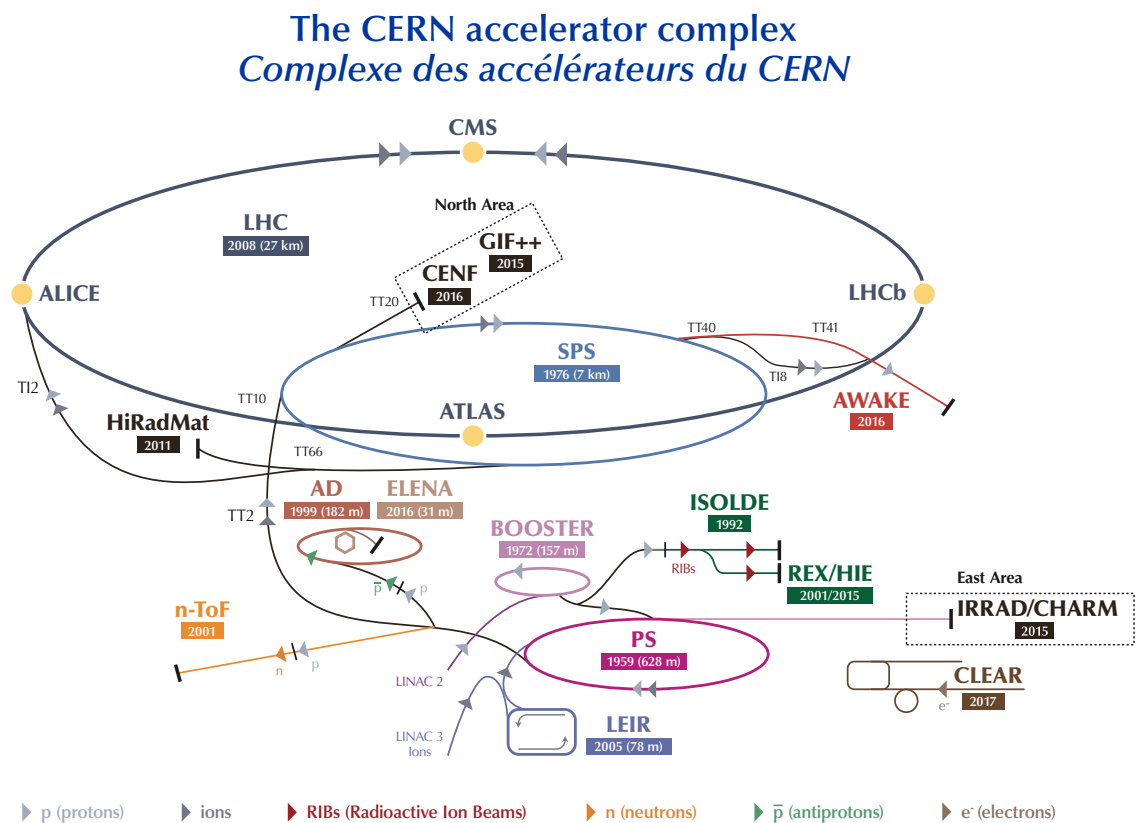 The CERN accelerator complex
Complexe des accélérateurs du CERN
CMS
North Area
LHC
2008 (27 km)
GIF++
2015
CENF
2016
ALICE
LHCb
TT20
TT40
TT41
SPS
1976 (7 km)
TI8
TI2
TT10
AWAKE
2016
ATLAS
HiRadMat
2011
TT66
AD
1999 (182 m)
ELENA
2016 (31 m)
TT2
ISOLDE
1992
BOOSTER
1972 (157 m)
RIBs
REX/HIE
2001/2015
East Area
p̅
p
n-ToF
2001
IRRAD/CHARM
2015
PS
1959 (628 m)
n
p
LINAC 2
CLEAR
2017
e-
LEIR
2005 (78 m)
LINAC 3
Ions
p (protons)
ions
RIBs (Radioactive Ion Beams)
n (neutrons)
p̅ (antiprotons)
e- (electrons)